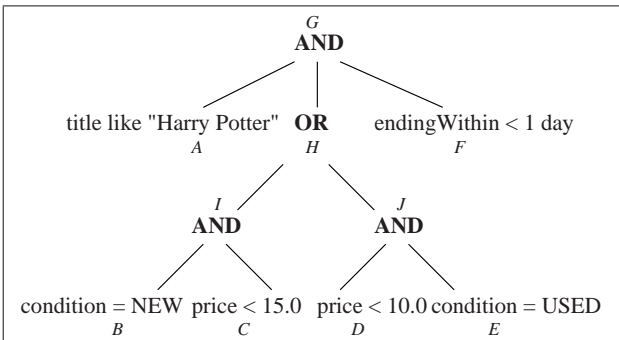 G
AND
title like "Harry Potter" OR endingWithin < 1 day
A H F
I J
AND AND
condition = NEW price < 15.0 price < 10.0 condition = USED
B C D E